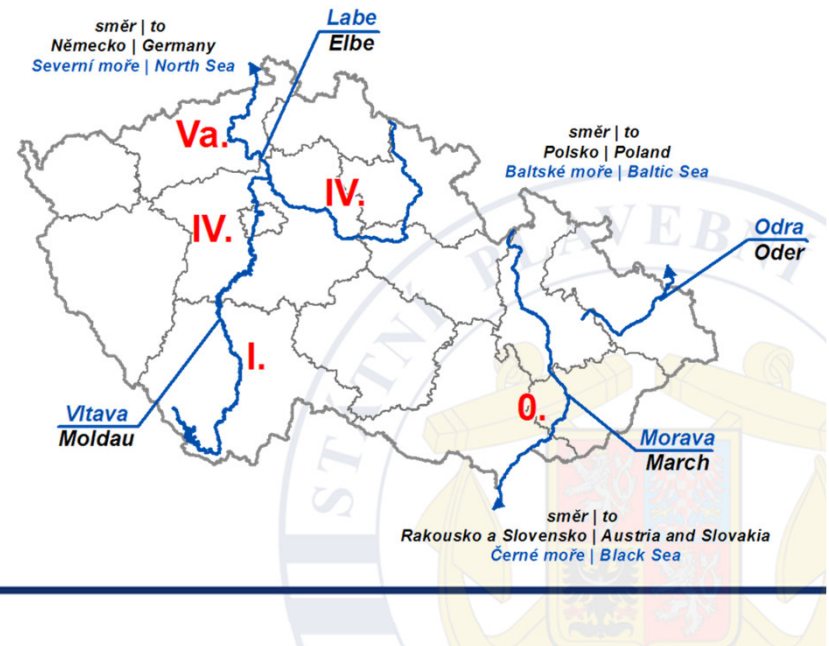 Labe
Elbe
směr | to
Německo | Germany
Severní moře | North Sea
Va.
směr | to
Polsko | Poland
Baltské moře | Baltic Sea
IV.
IV.
Odra
Oder
I.
0.
Vltava
Moldau
Morava
March
směr | to
Rakousko a Slovensko | Austria and Slovakia
Černé moře | Black Sea
STÁTNÍ PLAVEBNÍ